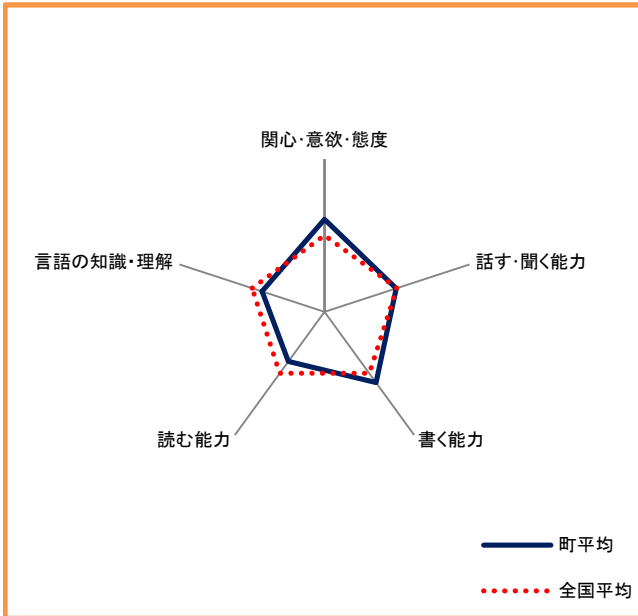 関心・意欲・態度
言語の知識・理解
話す・聞く能力
読む能力
書く能力
町平均
全国平均